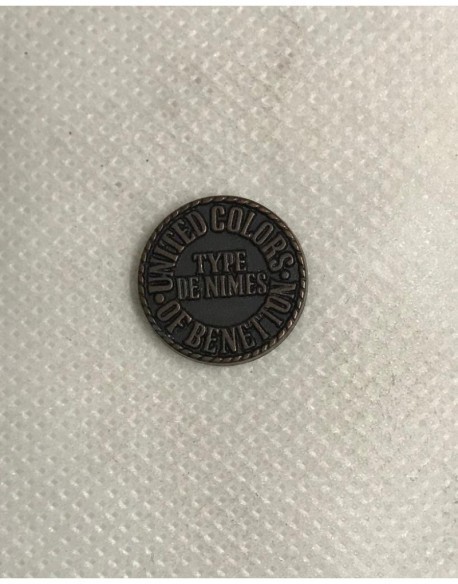 UNITED COLORS
TYPE
DE NIMES
OF BENETTON